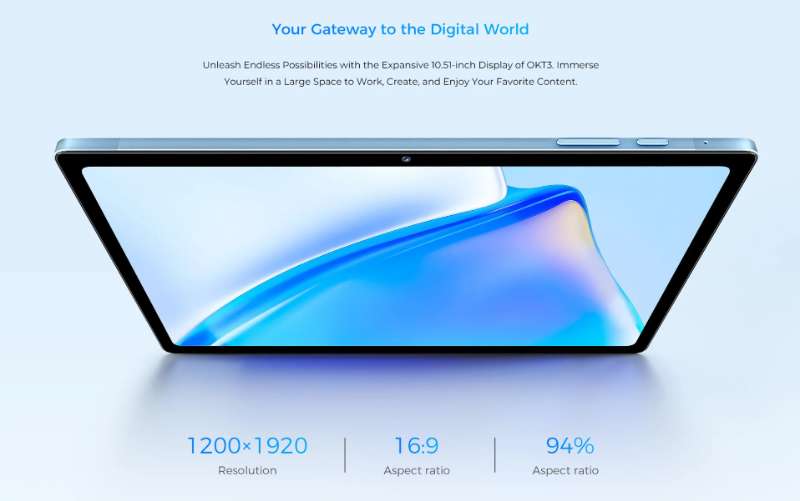 Your Gateway to the Digital World
Unleash Endless Possibilities with the Expansive 10.51-inch Display of OKT3. Immerse
Yourself in a Large Space to Work, Create, and Enjoy Your Favorite Content.
1200×1920
16:9
94%
Resolution
Aspect ratio
Aspect ratio